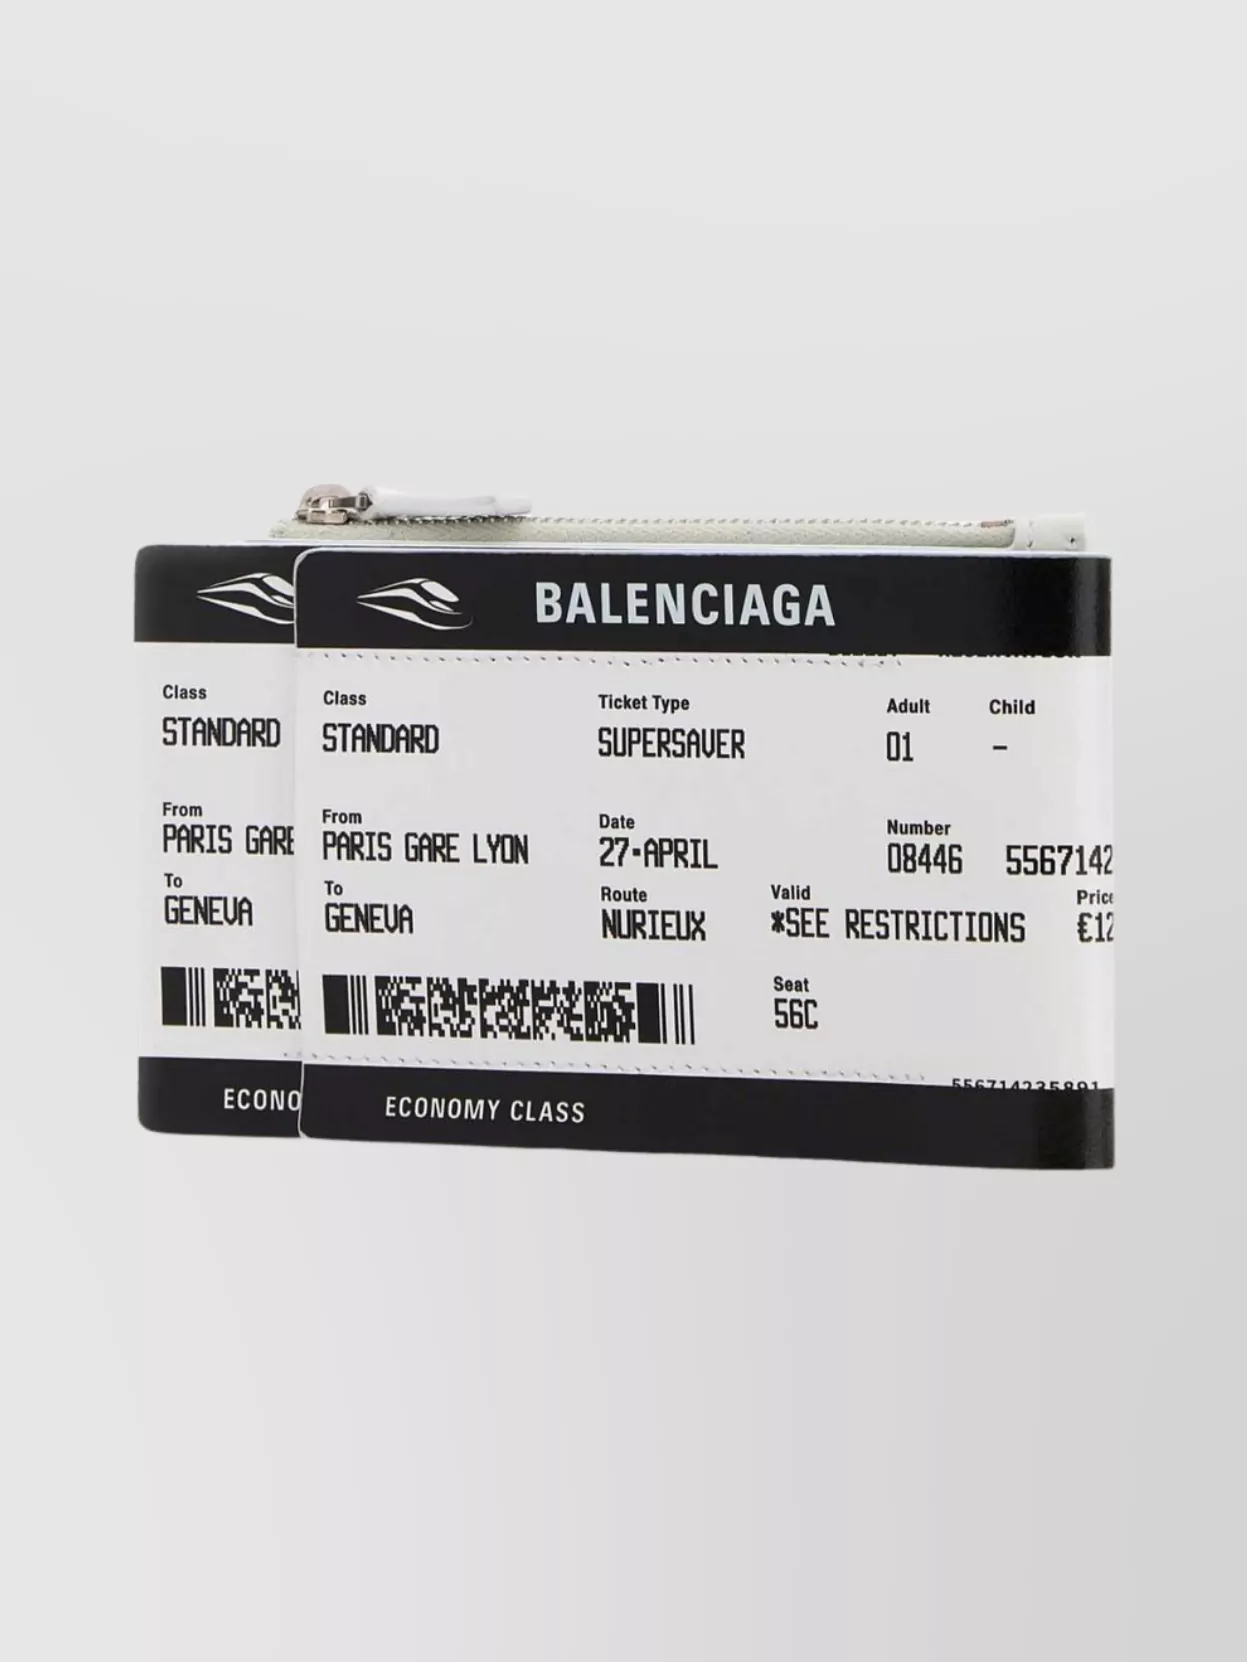 BALENCIAGA
Class
STANDARD
From
PARIS GARE
To
GENEVA
ECONO
Class Ticket Type Adult Child
STANDARD SUPERSAVER 01 -
From Date Number
PARIS GARE LYON 27-APRIL 08446 5567142
To Route Valid Price
GENEVA NURIEUX *SEE RESTRICTIONS €12
Seat
56C
556714235891
ECONOMY CLASS